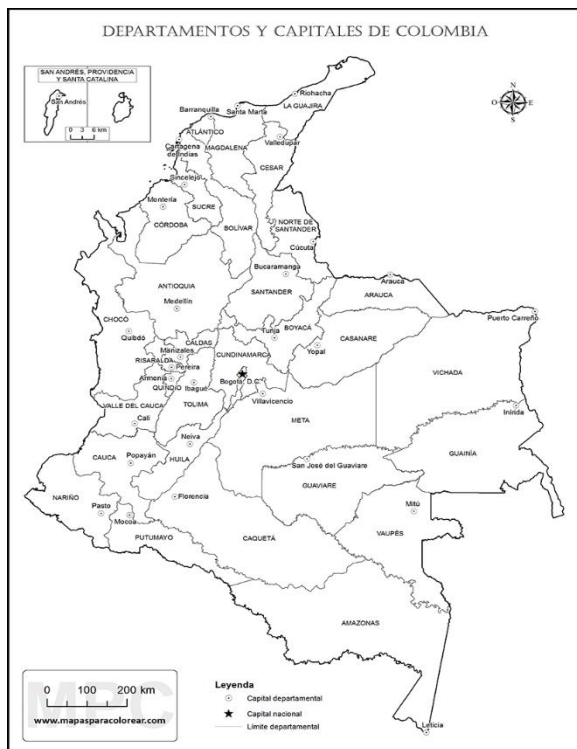 DEPARTAMENTOS Y CAPITALES DE COLOMBIA
SAN ANDRÉS, PROVIDENCIA
Y SANTA CATALINA
San Andrés
0 3 6 km
N
O E
S
Riohacha
Santa Marta
LA GUAJIRA
Barranquilla
ATLÁNTICO
Cartagena
de Indias
MAGDALENA
Valledupar
CESAR
Sincelejo
Montería
SUCRE
CÓRDOBA
BOLÍVAR
NORTE DE
SANTANDER
Cúcuta
Bucaramanga
ANTIOQUIA
SANTANDER
Arauca
ARAUCA
Medellín
CHOCÓ
Quibdó
Puerto Carreño
BOYACÁ
Tunja
CASANARE
Yopal
CALDAS
Manizales
CUNDINAMARCA
RISARALDA
Pereira
Armenia
QUINDÍO
Ibagué
Bogotá, D.C.
VICHADA
TOLIMA
Villavicencio
VALLE DEL CAUCA
Cali
META
Inírida
Neiva
CAUCA
Popayán
HUILA
San José del Guaviare
GUAINÍA
GUAVIARE
NARIÑO
Pasto
Florencia
Mocoa
Mitú
VAUPÉS
PUTUMAYO
CAQUETÁ
AMAZONAS
Leticia
MPC
0 100 200 km
www.mapasparacolorear.com
Leyenda
Capital departamental
Capital nacional
Límite departamental